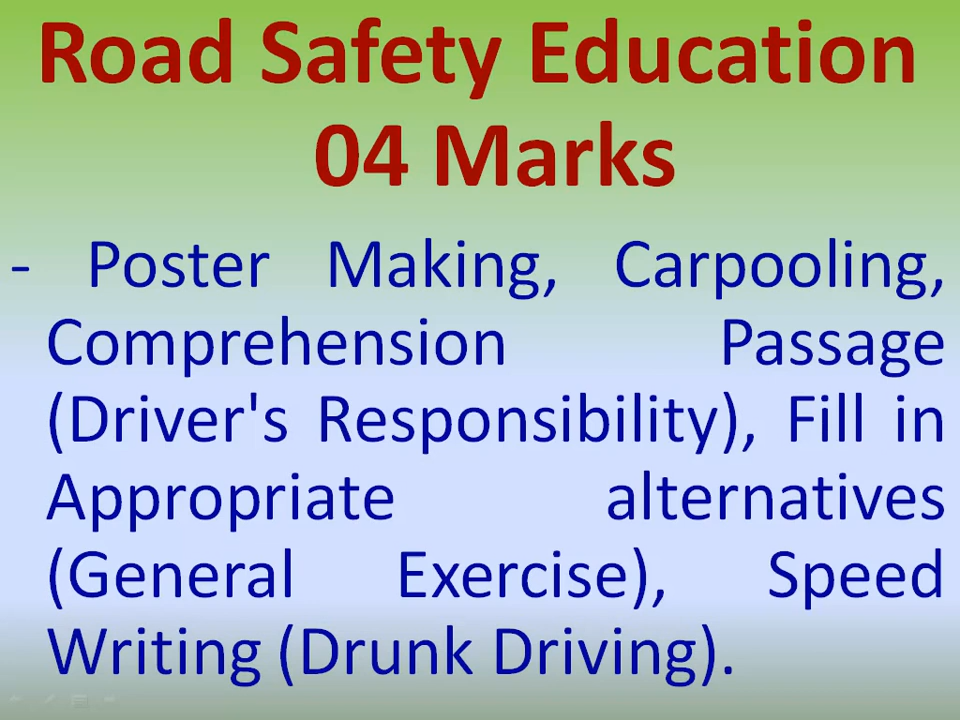 Road Safety Education
04 Marks
- Poster Making, Carpooling,
Comprehension Passage
(Driver's Responsibility), Fill in
Appropriate alternatives
(General Exercise), Speed
Writing (Drunk Driving).